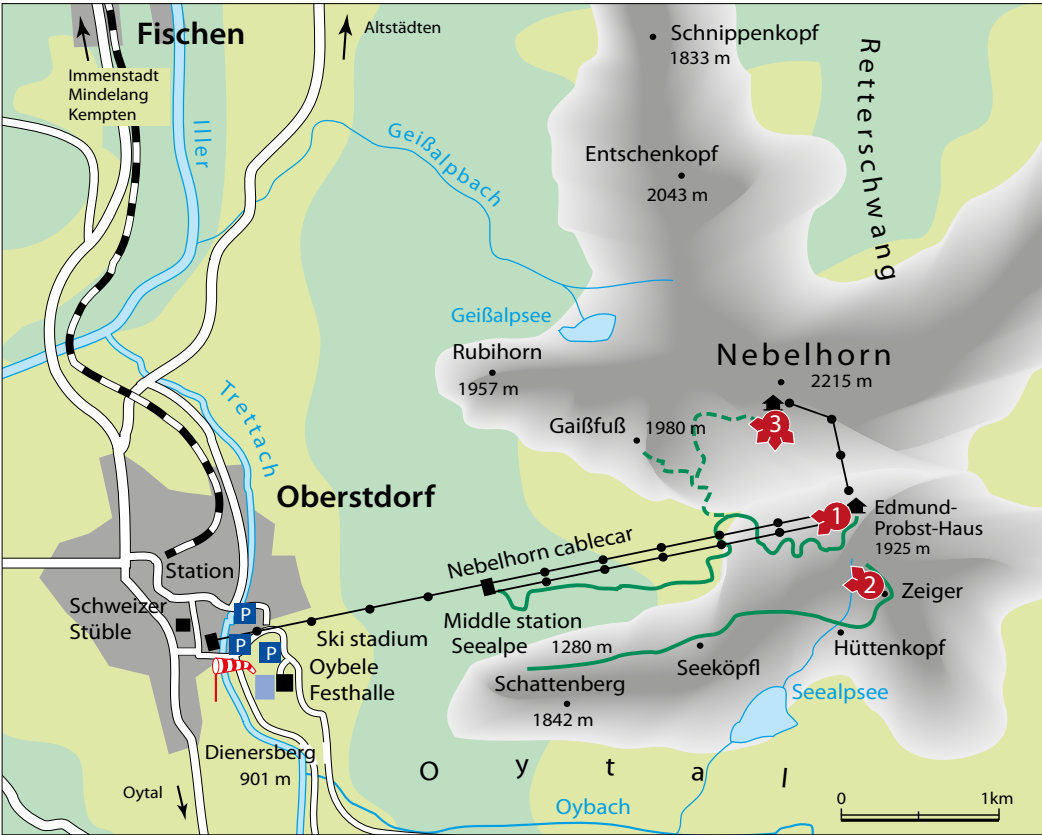 Fischen
Altstädten
Immenstadt
Mindelang
Kempten
Iller
Geißalpbach
Schnippenkopf
1833 m
Retterschwang
Entschenkopf
2043 m
Geißalpsee
Rubihorn
1957 m
Nebelhorn
2215 m
Trettach
Gaißfuß
1980 m
3
Oberstdorf
1
Edmund-
Probst-Haus
1925 m
Nebelhorn cablecar
Station
2
Zeiger
Schweizer
Stüble
P
P
P
Ski stadium
Middle station
Seealpe
1280 m
Hüttenkopf
Oybele
Festhalle
Seeköpfl
Schattenberg
1842 m
Seealpsee
Dienersberg
901 m
Oytal
Oytal
Oybach
0
1km